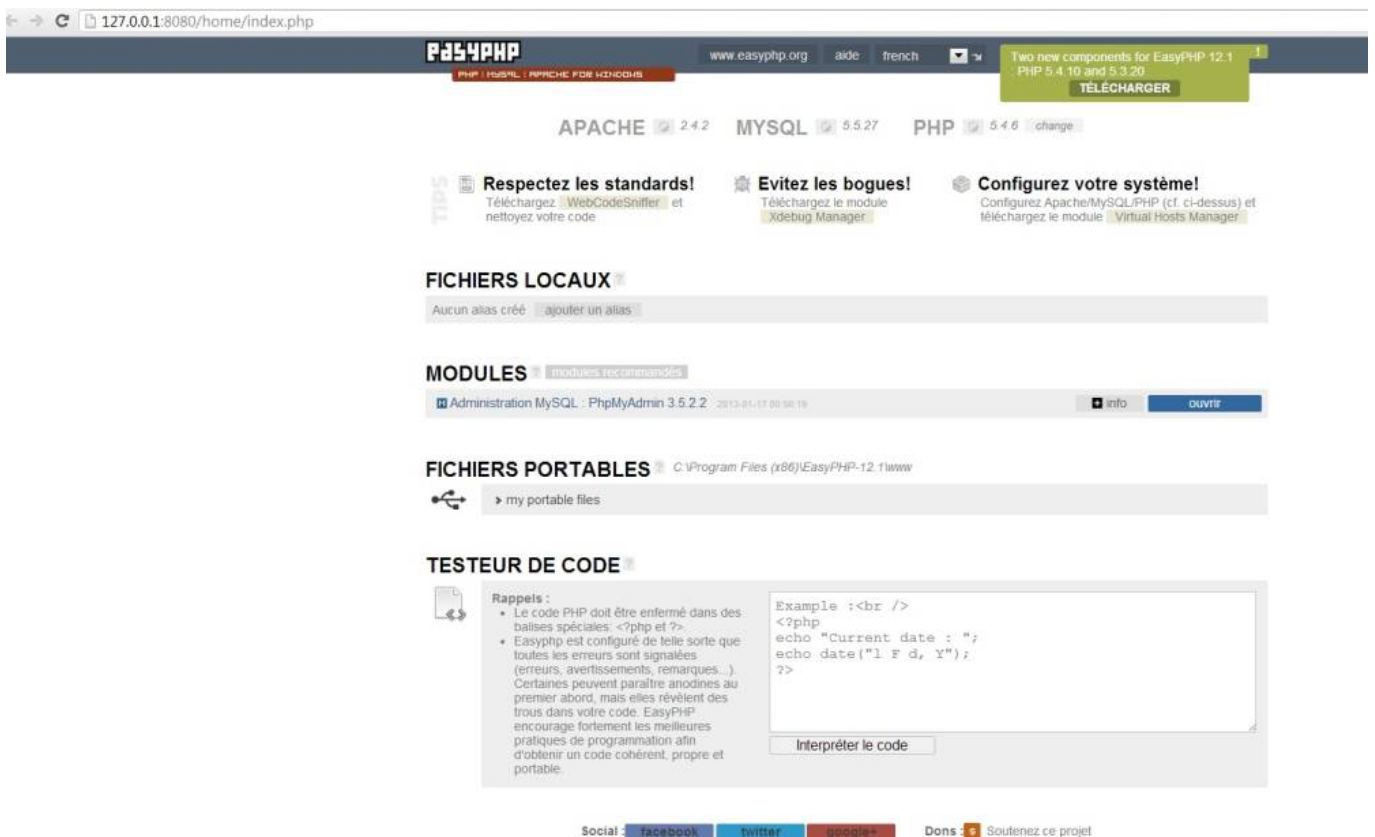 127.0.0.1:8080/home/index.php
easyPHP
PHP : MYSQL : APACHE FOR WINDOWS
www.easyphp.org aide french
Two new components for EasyPHP 12.1 !
: PHP 5.4.10 and 5.3.20
TÉLÉCHARGER
APACHE 2.4.2 MYSQL 5.5.27 PHP 5.4.6 change
TIPS
Respectez les standards!
Téléchargez WebCodeSniffer et
nettoyez votre code
Evitez les bogues!
Téléchargez le module
Xdebug Manager
Configurez votre système!
Configurez Apache/MySQL/PHP (cf. ci-dessus) et
téléchargez le module Virtual Hosts Manager
FICHIERS LOCAUX ?
Aucun alias créé ajouter un alias
MODULES ? modules recommandés
Administration MySQL : PhpMyAdmin 3.5.2.2
info ouvrir
FICHIERS PORTABLES ? C:\Program Files (x86)\EasyPHP-12.1\www
my portable files
TESTEUR DE CODE ?
Rappels :
• Le code PHP doit être enfermé dans des
balises spéciales: <?php et ?>.
• Easyphp est configuré de telle sorte que
toutes les erreurs sont signalées
(erreurs, avertissements, remarques...).
Certaines peuvent paraître anodines au
premier abord, mais elles révèlent des
trous dans votre code. EasyPHP
encourage fortement les meilleures
pratiques de programmation afin
d'obtenir un code cohérent, propre et
portable.
Example :<br />
<?php
echo "Current date : ";
echo date("l F d, Y");
?>
Interpréter le code
Social : facebook twitter google+ Dons : $ Soutenez ce projet